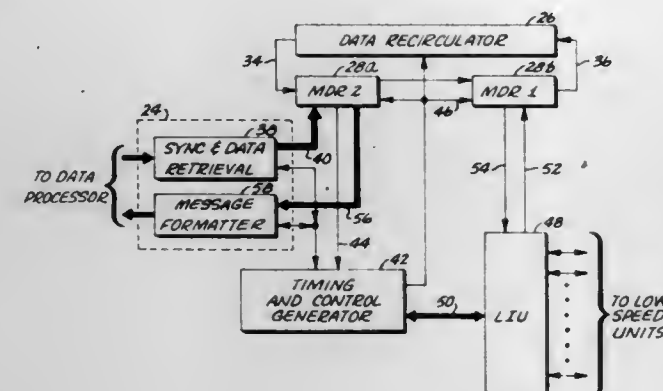 26
DATA RECIRCULATOR
34
28a
28b
36
MDR 2
MDR 1
46
24
38
SYNC & DATA
RETRIEVAL
40
54
52
TO DATA
PROCESSOR
58
MESSAGE
FORMATTER
56
44
48
42
TIMING
AND CONTROL
GENERATOR
50
LIU
TO LOW
SPEED
UNITS